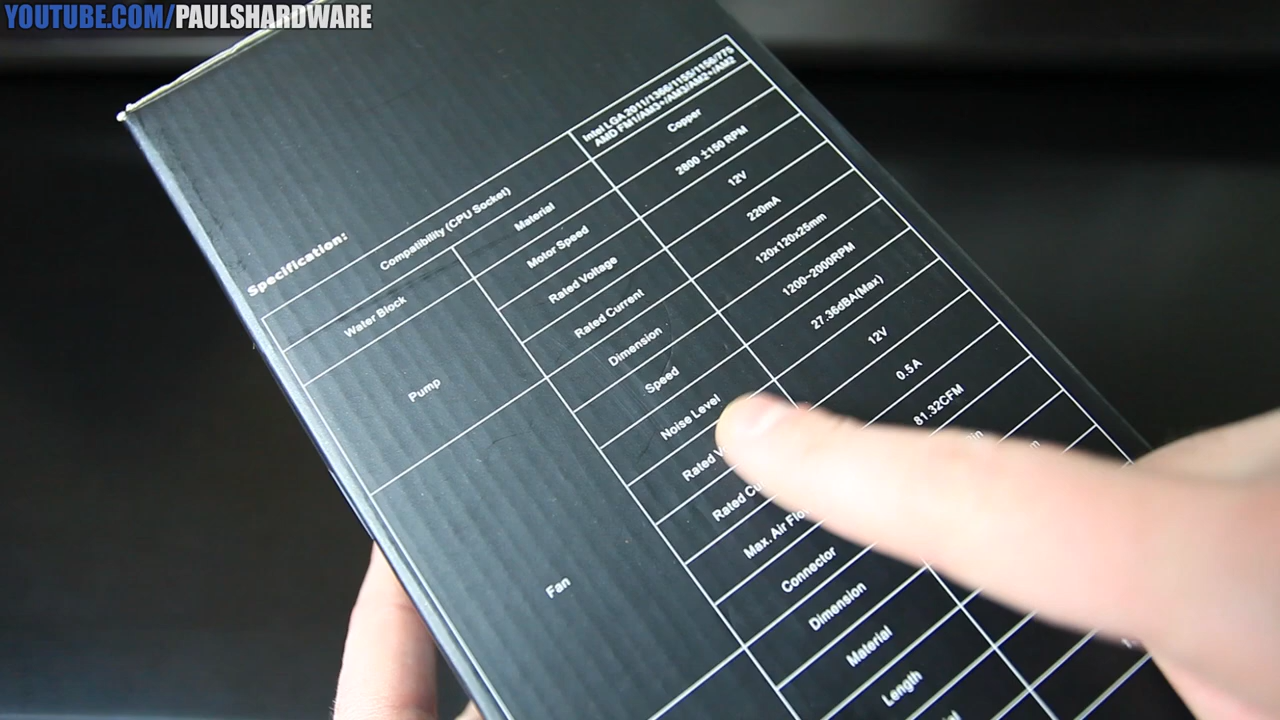 YOUTUBE.COM/PAULSHARDWARE
Specification:
Compatibility (CPU Socket)
Intel LGA 2011/1366/1155/1156/775
AMD FM1/AM3+/AM3/AM2+/AM2
Water Block
Material
Copper
Pump
Motor Speed
2800 ±150 RPM
Rated Voltage
12V
Rated Current
220mA
Fan
Dimension
120x120x25mm
Speed
1200~2000RPM
Noise Level
27.36dBA(Max)
Rated
12V
Rated
0.5 A
Max. Air
81.32CFM
Connector
Dimension
Material
Length